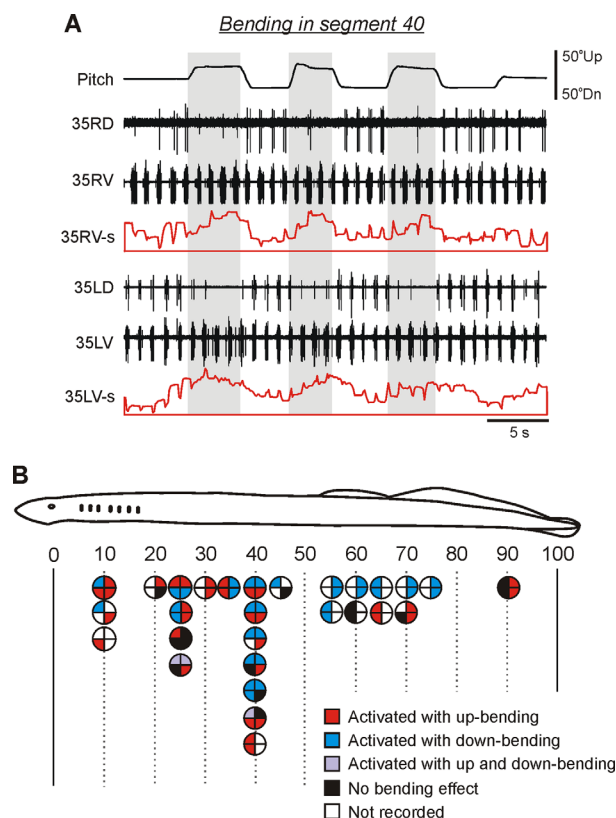 A
Bending in segment 40
Pitch
50°Up
50°Dn
35RD
35RV
35RV-s
35LD
35LV
35LV-s
5 s
B
0 10 20 30 40 50 60 70 80 90 100
Activated with up-bending
Activated with down-bending
Activated with up and down-bending
No bending effect
Not recorded